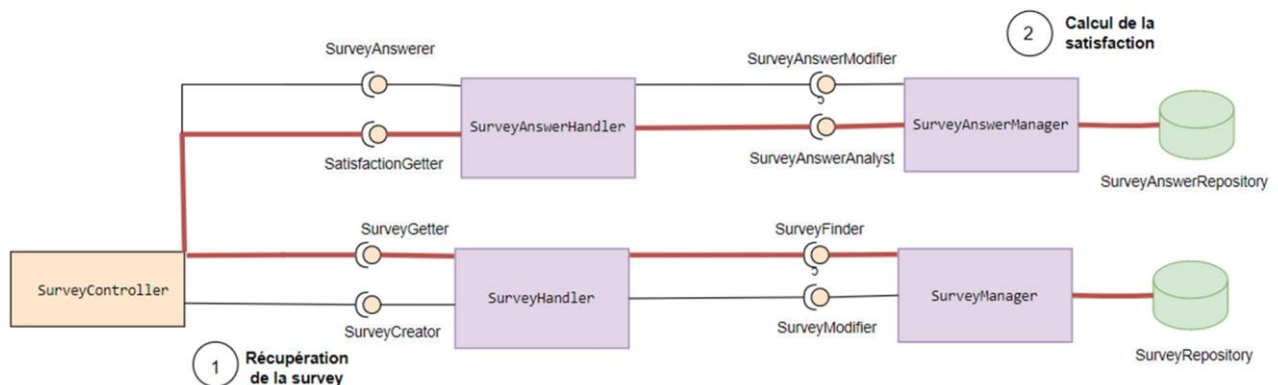 2
Calcul de la
satisfaction
SurveyAnswerer
SurveyAnswerModifier
SurveyAnswerHandler
SurveyAnswerManager
SatisfactionGetter
SurveyAnswerAnalyst
SurveyAnswerRepository
SurveyGetter
SurveyFinder
SurveyController
SurveyHandler
SurveyManager
SurveyCreator
SurveyModifier
SurveyRepository
1
Récupération
de la survey